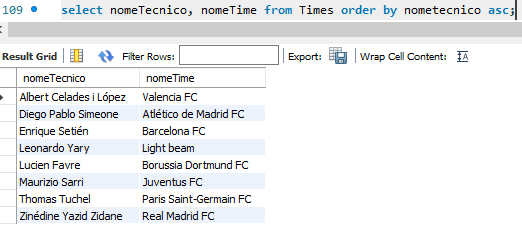 109 select nomeTecnico, nomeTime from Times order by nometecnico asc;
Result Grid Filter Rows: Export: Wrap Cell Content: IA
nomeTecnico nomeTime
Albert Celades i López Valencia FC
Diego Pablo Simeone Atlético de Madrid FC
Enrique Setién Barcelona FC
Leonardo Yary Light beam
Lucien Favre Borussia Dortmund FC
Maurizio Sarri Juventus FC
Thomas Tuchel Paris Saint-Germain FC
Zinédine Yazid Zidane Real Madrid FC